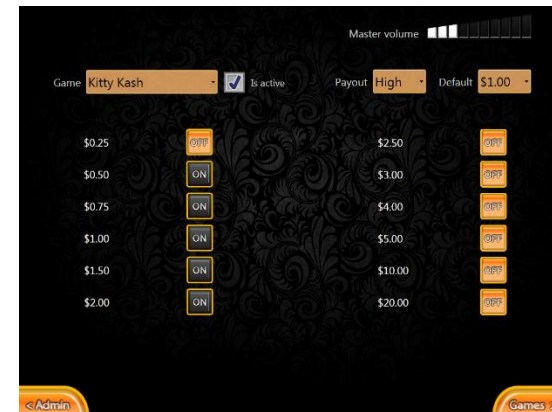 Master volume
Game Kitty Kash Is active Payout High Default $1.00
$0.25 OFF $2.50 OFF
$0.50 ON $3.00 OFF
$0.75 ON $4.00 OFF
$1.00 ON $5.00 OFF
$1.50 ON $10.00 OFF
$2.00 ON $20.00 OFF
< Admin Games